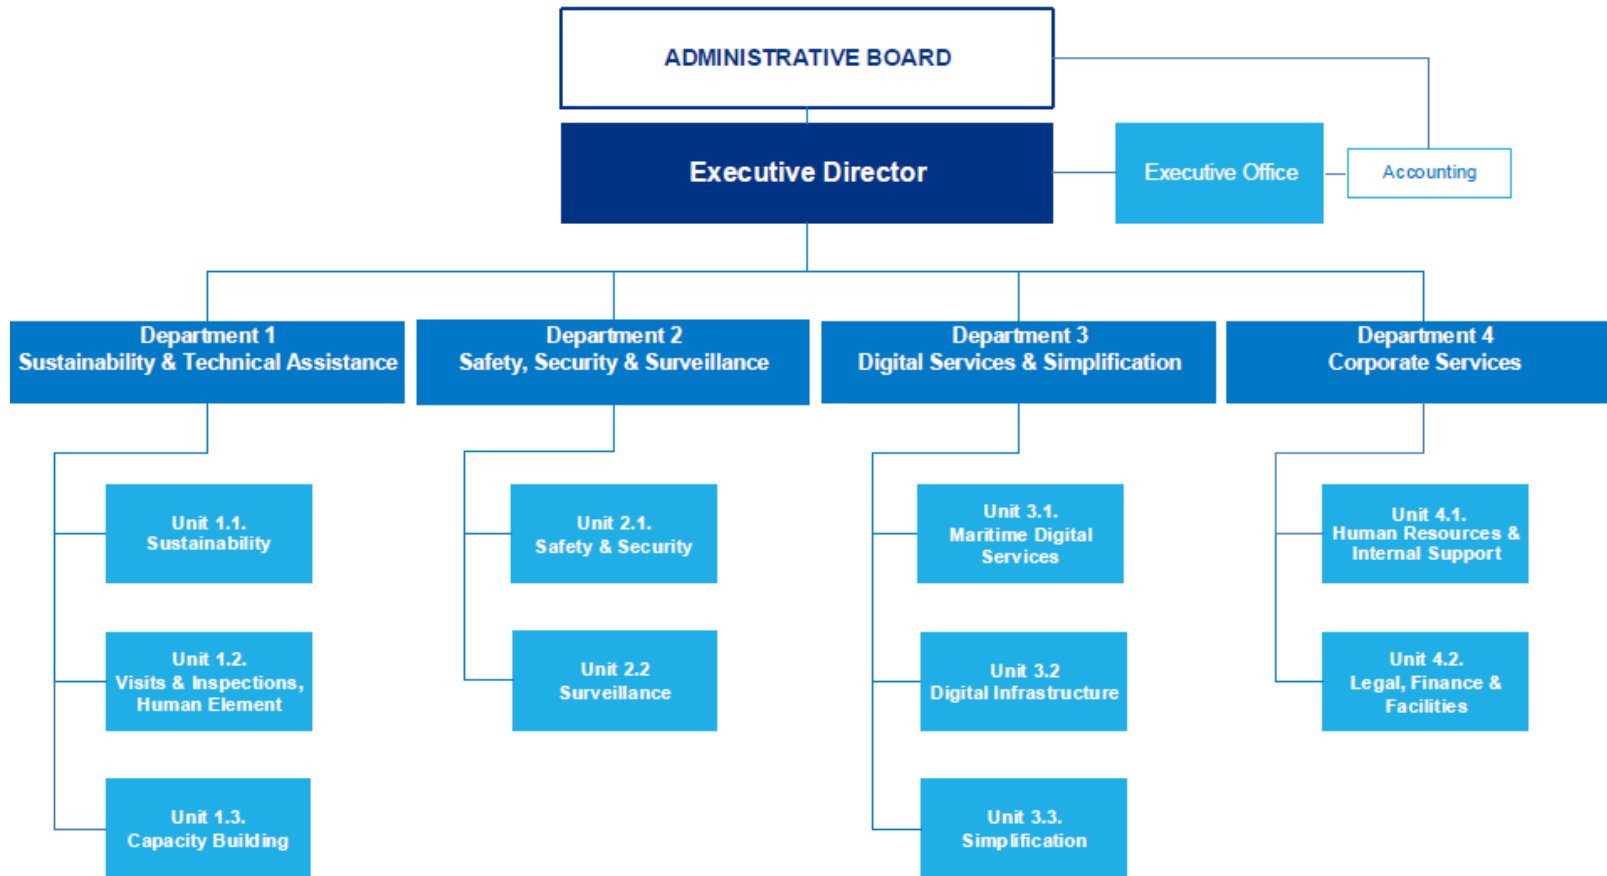 ADMINISTRATIVE BOARD
Executive Director
Executive Office
Accounting
Department 1
Sustainability & Technical Assistance
Department 2
Safety, Security & Surveillance
Department 3
Digital Services & Simplification
Department 4
Corporate Services
Unit 1.1.
Sustainability
Unit 2.1.
Safety & Security
Unit 3.1.
Maritime Digital
Services
Unit 4.1.
Human Resources &
Internal Support
Unit 1.2.
Visits & Inspections,
Human Element
Unit 2.2
Surveillance
Unit 3.2
Digital Infrastructure
Unit 4.2.
Legal, Finance &
Facilities
Unit 1.3.
Capacity Building
Unit 3.3.
Simplification